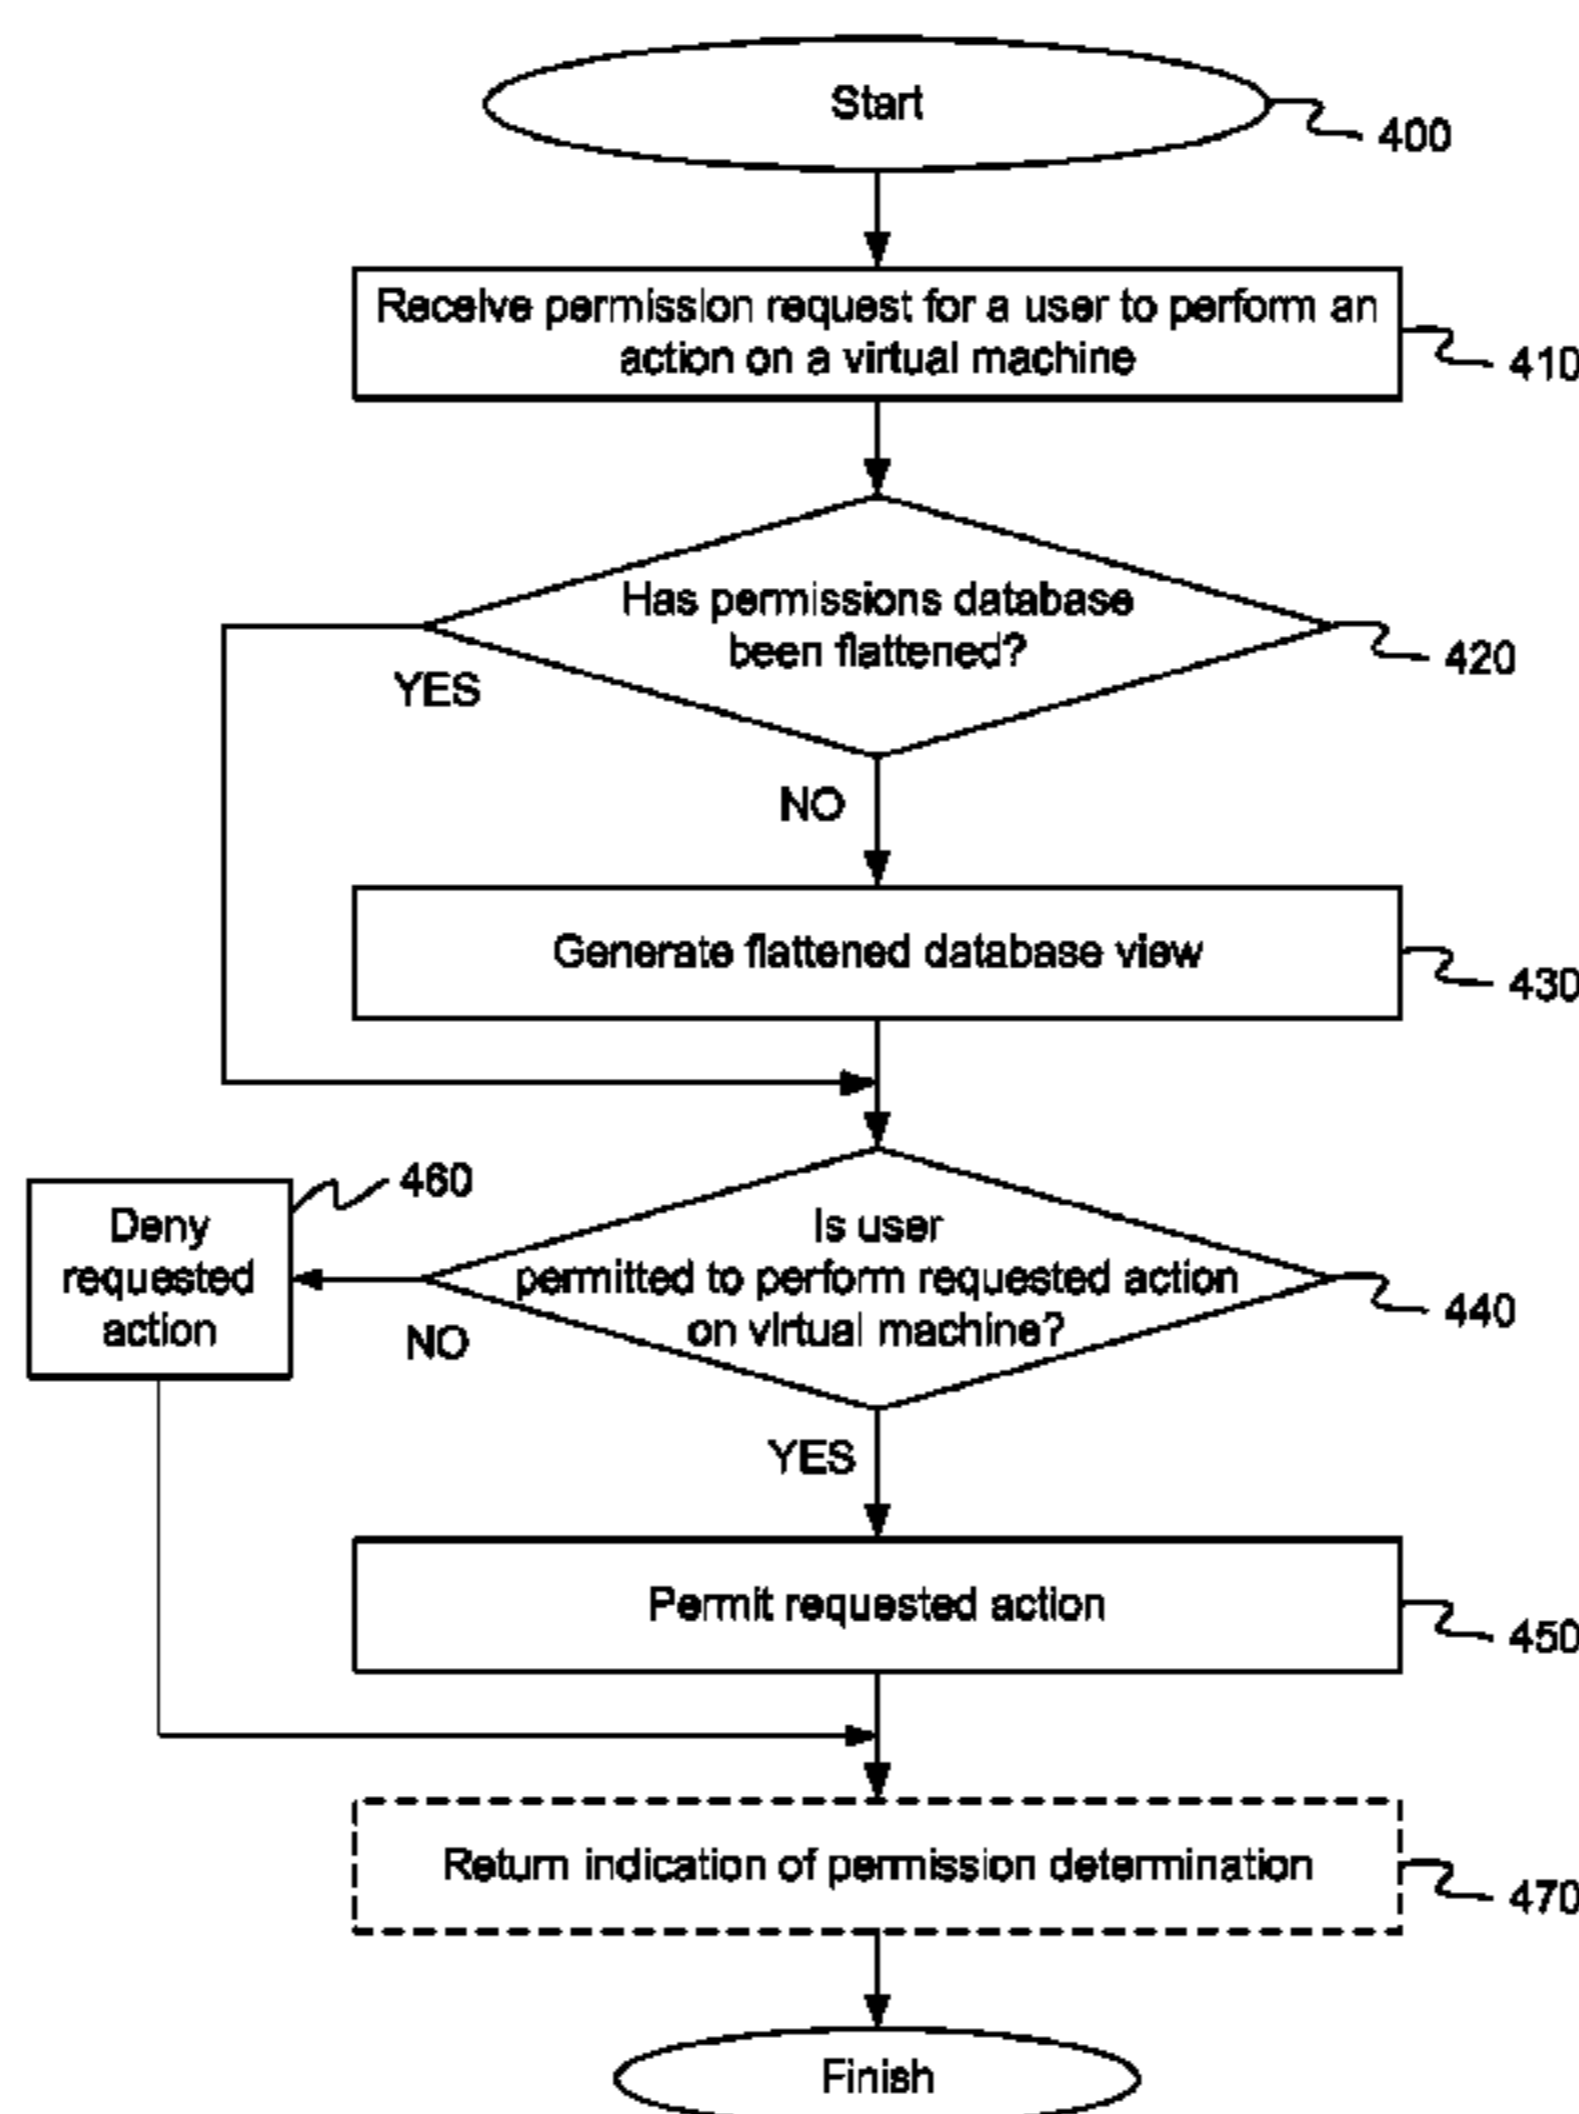 Start
400
Receive permission request for a user to perform an
action on a virtual machine
410
Has permissions database
been flattened?
420
YES
NO
Generate flattened database view
430
460
Deny
requested
action
Is user
permitted to perform requested action
on virtual machine?
440
NO
YES
Permit requested action
450
Return indication of permission determination
470
Finish